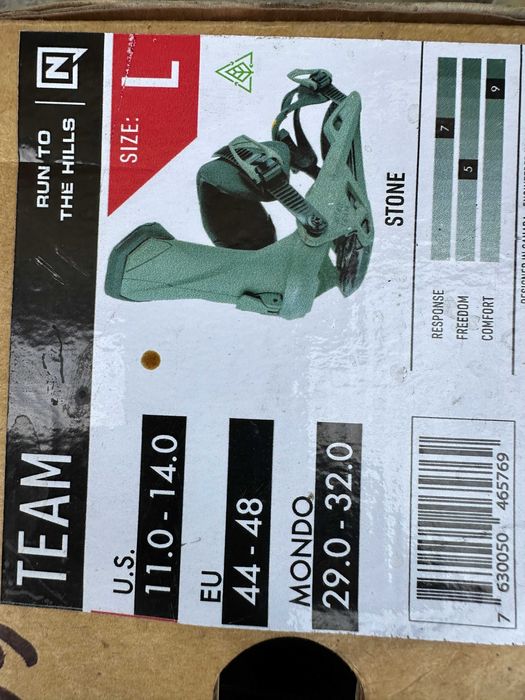 TEAM
RUN TO
THE HILLS
N
SIZE: L
U.S.
11.0 - 14.0
EU
44 - 48
MONDO
29.0 - 32.0
STONE
RESPONSE 7
FREEDOM 5
COMFORT 9
7 630050 465769